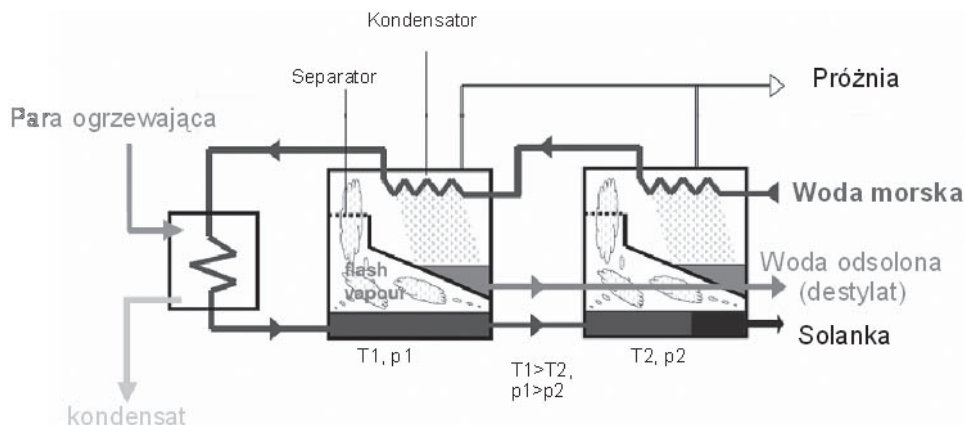 Kondensator
Separator
Próżnia
Para ogrzewająca
Woda morska
flash
vapour
Woda odsolona
(destylat)
Solanka
T1, p1
T1>T2,
p1>p2
T2, p2
kondensat